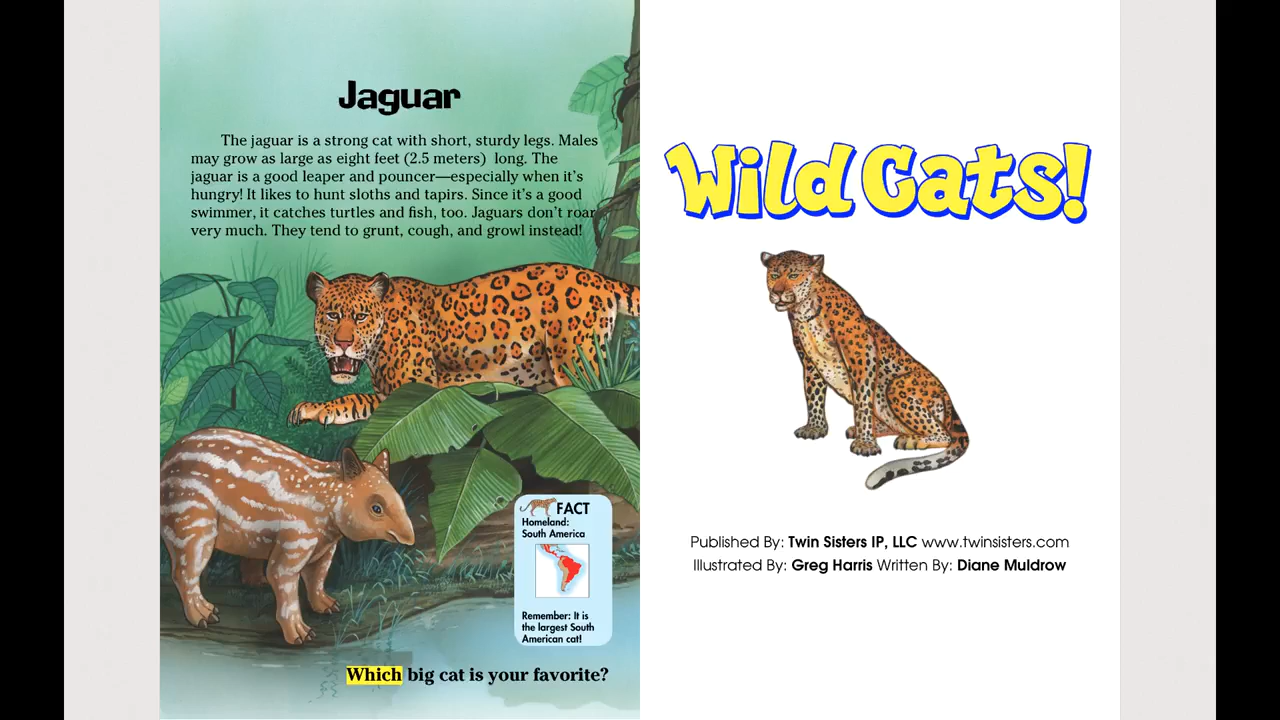 Jaguar
The jaguar is a strong cat with short, sturdy legs. Males
may grow as large as eight feet (2.5 meters) long. The
jaguar is a good leaper and pouncer—especially when it's
hungry! It likes to hunt sloths and tapirs. Since it's a good
swimmer, it catches turtles and fish, too. Jaguars don't roar
very much. They tend to grunt, cough, and growl instead!
FACT
Homeland:
South America
Remember: It is
the largest South
American cat!
Which big cat is your favorite?
Wild Cats!
Published By: Twin Sisters IP, LLC www.twinsisters.com
Illustrated By: Greg Harris Written By: Diane Muldrow